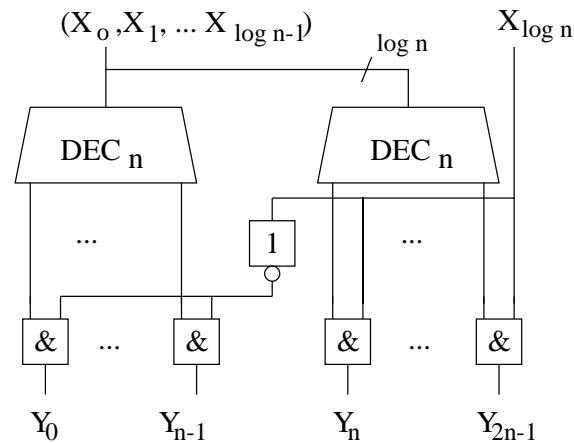 (X_o ,X_1, ... X_log n-1) log n X_log n
DEC_n DEC_n
... 1 ...
& ... & & ... &
Y_0 Y_n-1 Y_n Y_2n-1